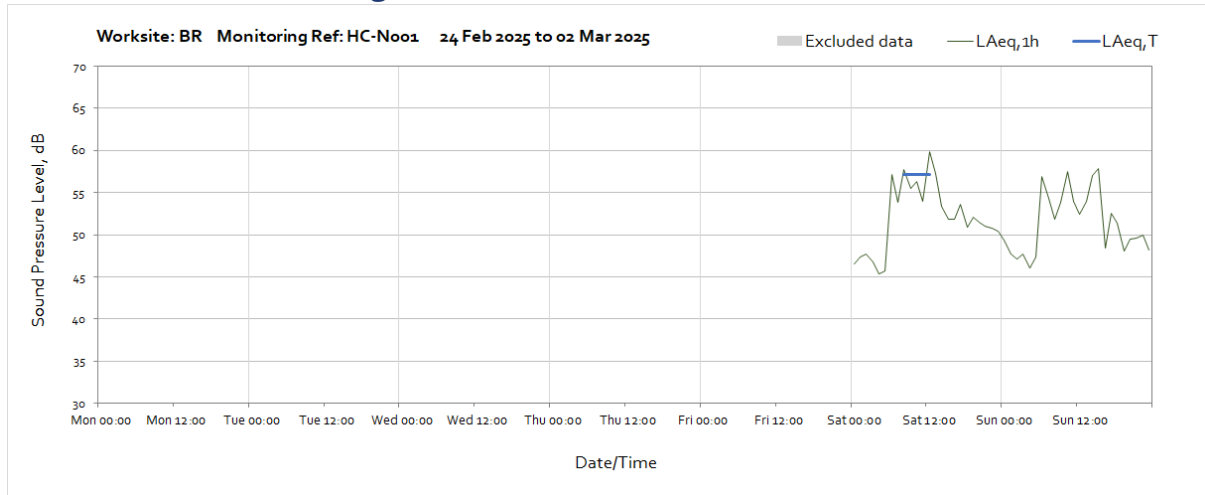 Worksite: BR Monitoring Ref: HC-N001 24 Feb 2025 to 02 Mar 2025
Excluded data LAeq,1h LAeq,T
Sound Pressure Level, dB
70
65
60
55
50
45
40
35
30
Mon 00:00 Mon 12:00 Tue 00:00 Tue 12:00 Wed 00:00 Wed 12:00 Thu 00:00 Thu 12:00 Fri 00:00 Fri 12:00 Sat 00:00 Sat 12:00 Sun 00:00 Sun 12:00
Date/Time